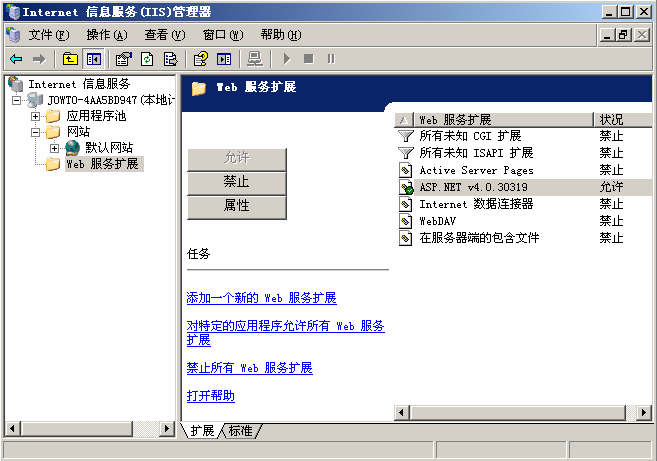 Internet 信息服务(IIS)管理器
文件(F) 操作(A) 查看(V) 窗口(W) 帮助(H)
Internet 信息服务
JOWTO-4AA5BD947(本地计
应用程序池
网站
默认网站
Web 服务扩展
Web 服务扩展
允许
禁止
属性
任务
添加一个新的 Web 服务扩展
对特定的应用程序允许所有 Web 服务
扩展
禁止所有 Web 服务扩展
打开帮助
Web 服务扩展 状况
所有未知 CGI 扩展 禁止
所有未知 ISAPI 扩展 禁止
Active Server Pages 禁止
ASP.NET v4.0.30319 允许
Internet 数据连接器 禁止
WebDAV 禁止
在服务器端的包含文件 禁止
扩展 标准